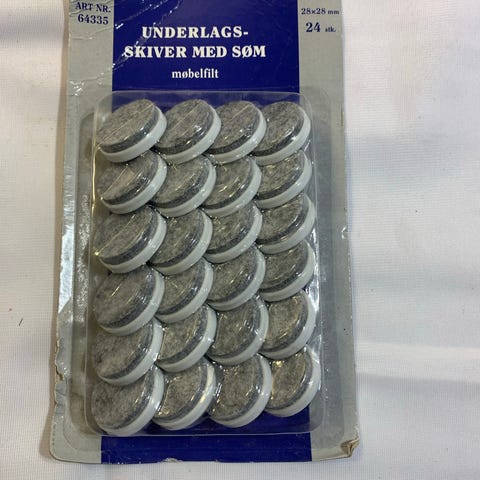 ART NR.
64335
UNDERLAGS-
SKIVER MED SØM
møbelfilt
28×28 mm
24 stk.